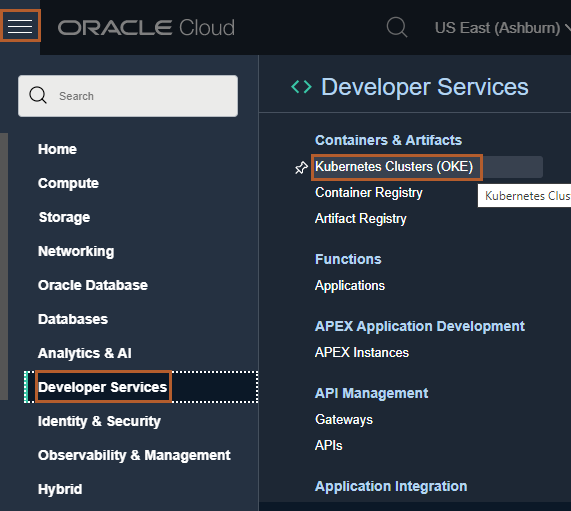 ORACLE Cloud
US East (Ashburn)
Search
Home
Compute
Storage
Networking
Oracle Database
Databases
Analytics & AI
Developer Services
Identity & Security
Observability & Management
Hybrid
Developer Services
Containers & Artifacts
Kubernetes Clusters (OKE)
Container Registry
Kubernetes Clus
Artifact Registry
Functions
Applications
APEX Application Development
APEX Instances
API Management
Gateways
APIs
Application Integration